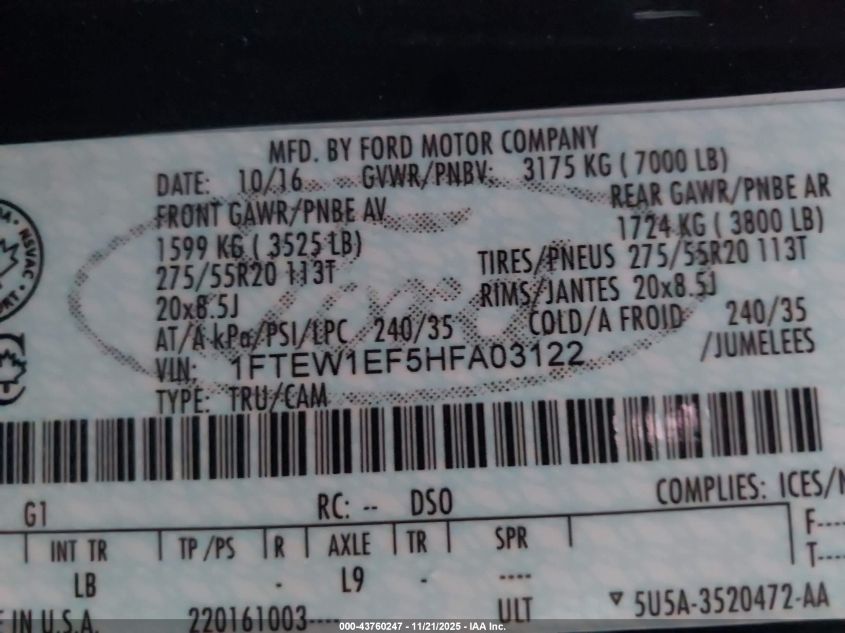 MFD. BY FORD MOTOR COMPANY
DATE: 10/16 GVWR/PNBV: 3175 KG ( 7000 LB)
FRONT GAWR/PNBE AV REAR GAWR/PNBE AR
1599 KG ( 3525 LB) 1724 KG ( 3800 LB)
275/55R20 113T TIRES/PNEUS 275/55R20 113T
20x8.5J RIMS/JANTES 20x8.5J
AT/A kPa/PSI/LPC 240/35 COLD/A FROID 240/35
VIN: 1FTEW1EF5HFA03122 /JUMELEES
TYPE: TRU/CAM
G1 RC: -- DSO COMPLIES: ICES/
INT TR TP/PS R AXLE TR SPR F----
LB - L9 - ---- T----
IN U.S.A. 220161003---- ULT 5U5A-3520472-AA
000-43760247 - 11/21/2025 - IAA Inc.